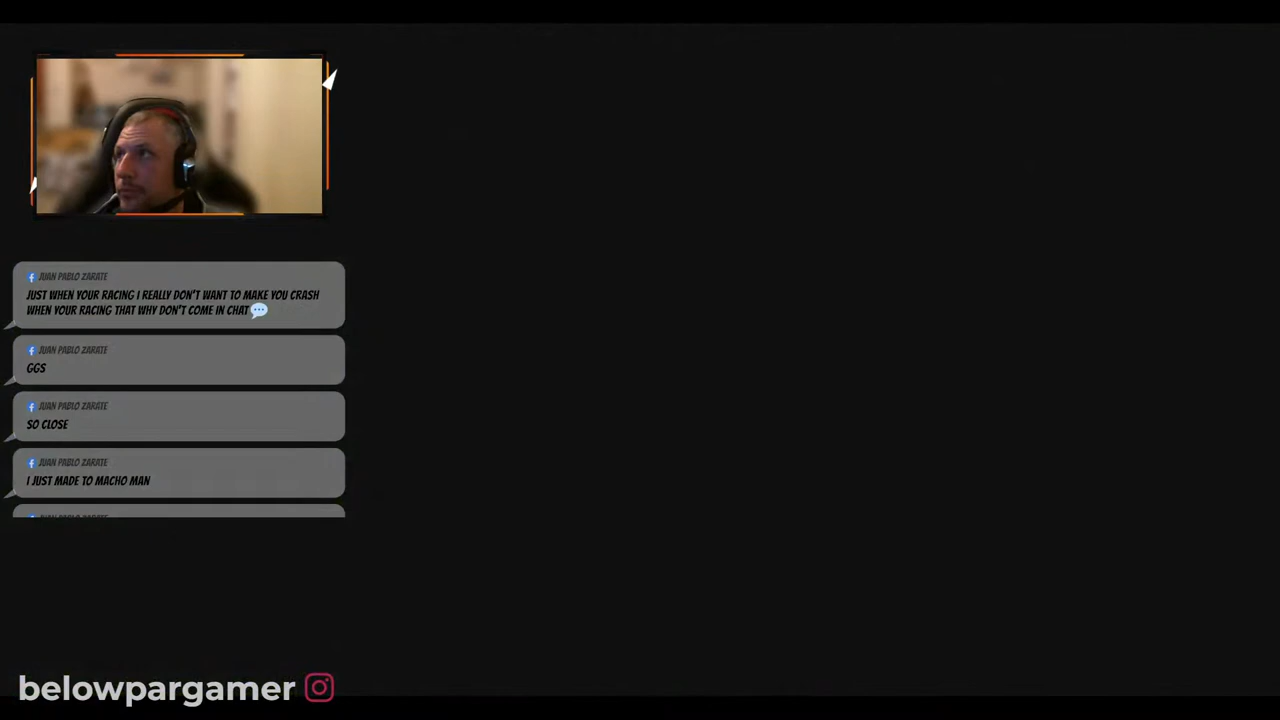 JUAN PABLO ZARATE
JUST WHEN YOUR RACING I REALLY DON'T WANT TO MAKE YOU CRASH
WHEN YOUR RACING THAT WHY DON'T COME IN CHAT
JUAN PABLO ZARATE
GGS
JUAN PABLO ZARATE
SO CLOSE
JUAN PABLO ZARATE
I JUST MADE TO MACHO MAN
belowpargamer